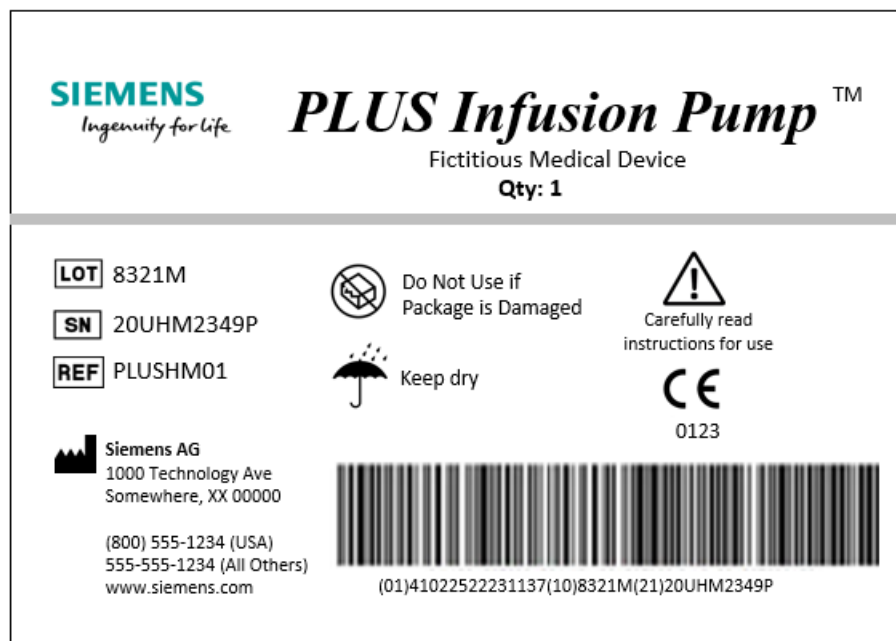 SIEMENS
Ingenuity for life
PLUS Infusion Pump ™
Fictitious Medical Device
Qty: 1
LOT 8321M
SN 20UHM2349P
REF PLUSHM01
Do Not Use if
Package is Damaged
Keep dry
Carefully read
instructions for use
CE
0123
Siemens AG
1000 Technology Ave
Somewhere, XX 00000
(800) 555-1234 (USA)
555-555-1234 (All Others)
www.siemens.com
(01)41022522231137(10)8321M(21)20UHM2349P